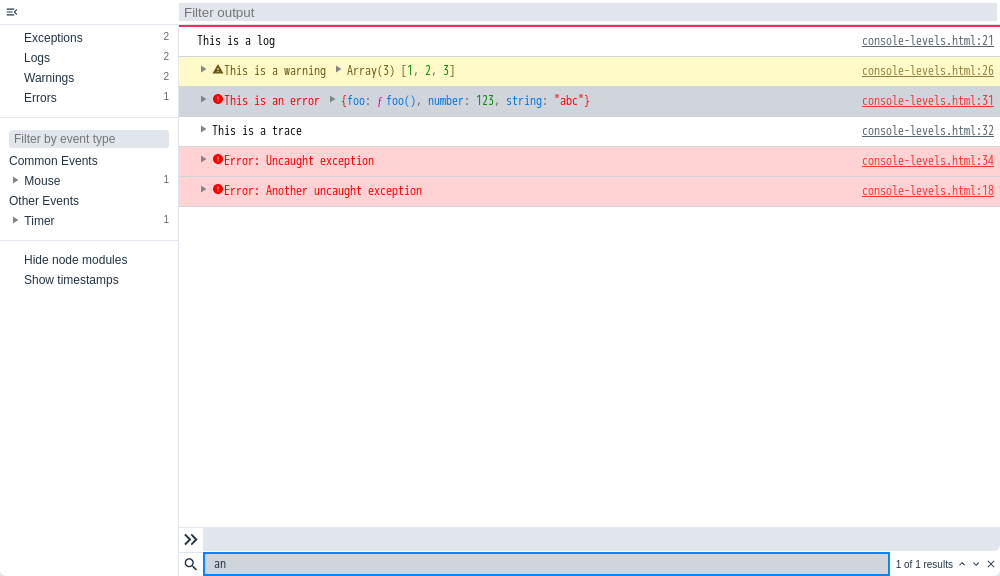 Filter output
Exceptions 2
Logs 2
Warnings 2
Errors 1
Filter by event type
Common Events
Mouse 1
Other Events
Timer 1
Hide node modules
Show timestamps
This is a log console-levels.html:21
This is a warning Array(3) [1, 2, 3] console-levels.html:26
This is an error {foo: ƒ foo(), number: 123, string: "abc"} console-levels.html:31
This is a trace console-levels.html:32
Error: Uncaught exception console-levels.html:34
Error: Another uncaught exception console-levels.html:18
an 1 of 1 results